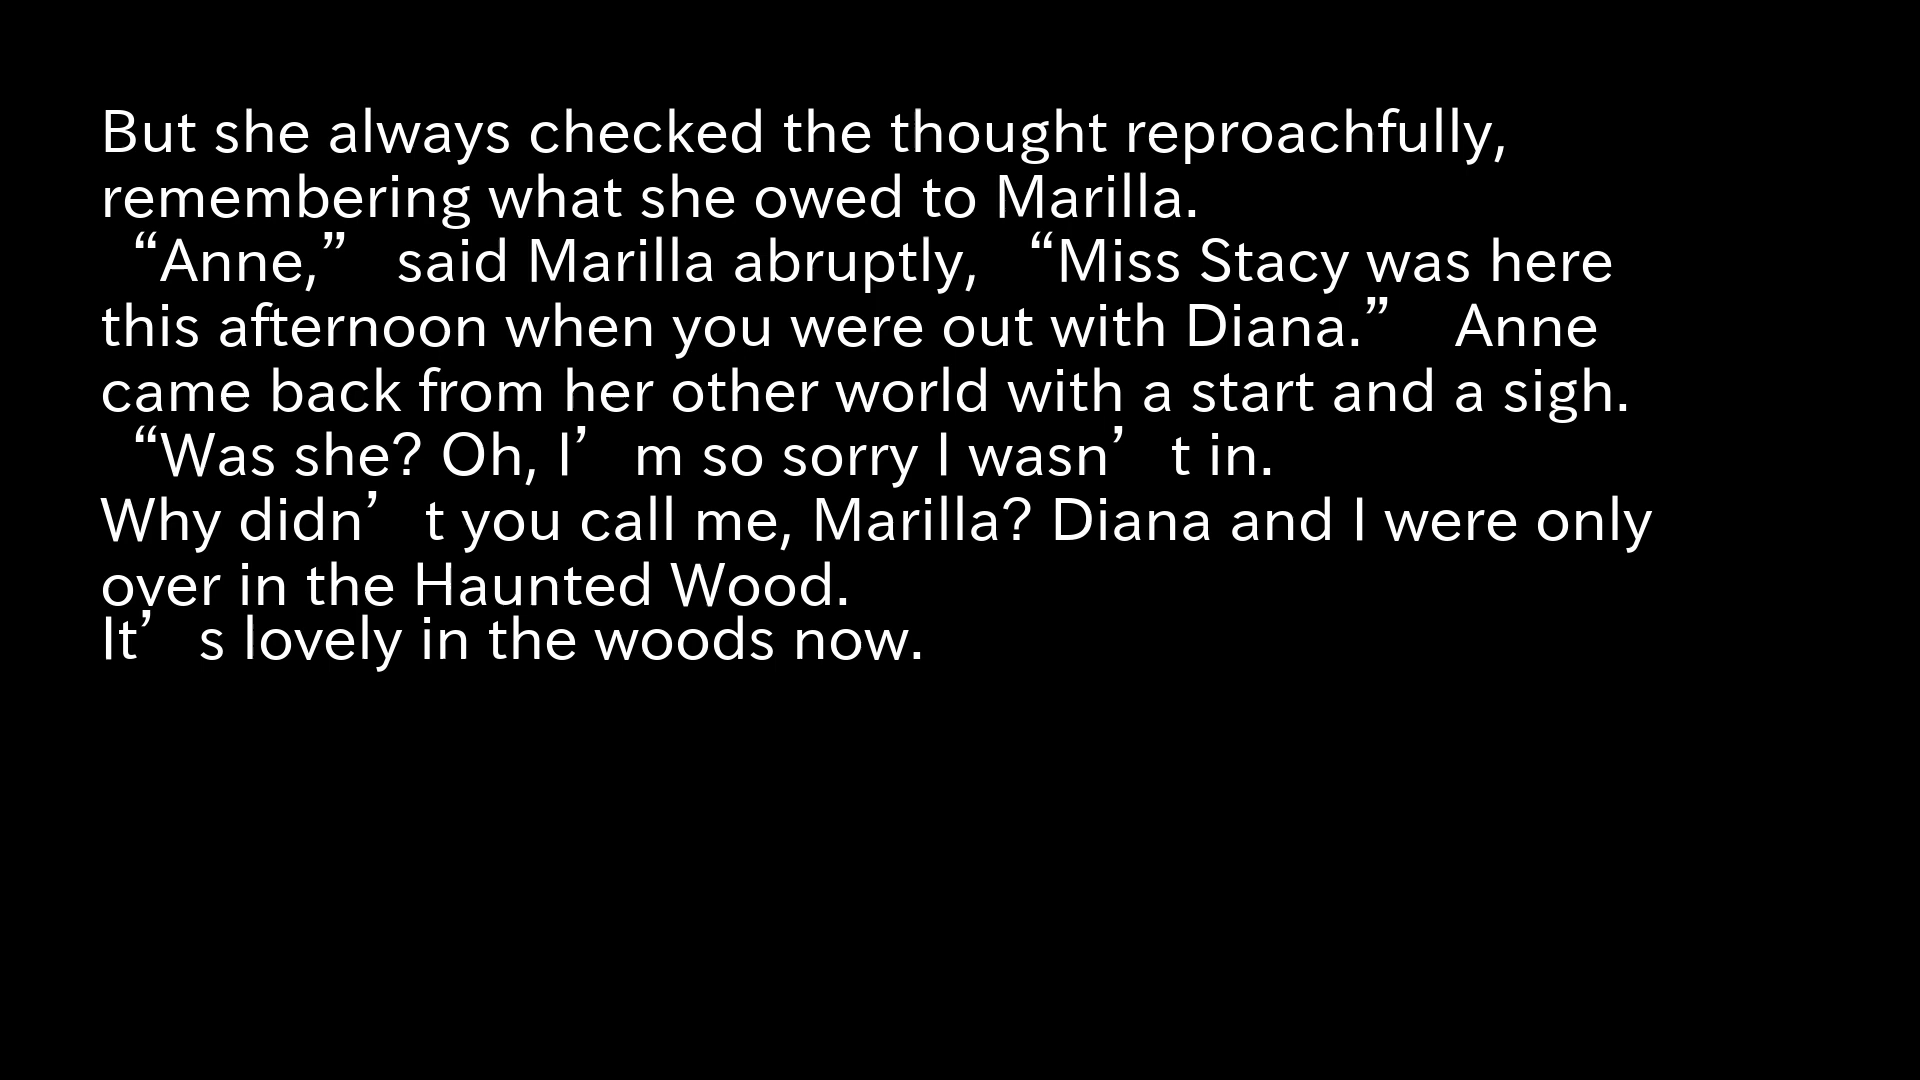 But she always checked the thought reproachfully,
remembering what she owed to Marilla.
“Anne,” said Marilla abruptly, “Miss Stacy was here
this afternoon when you were out with Diana.” Anne
came back from her other world with a start and a sigh.
“Was she? Oh, I’m so sorry I wasn’t in.
Why didn’t you call me, Marilla? Diana and I were only
over in the Haunted Wood.
It’s lovely in the woods now.